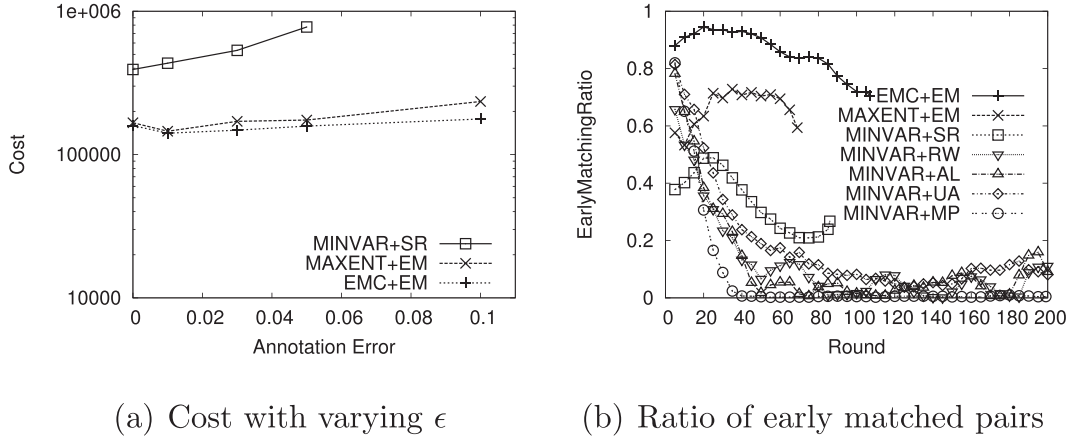 1e+006
100000
10000
Cost
0 0.02 0.04 0.06 0.08 0.1
Annotation Error
MINVAR+SR
MAXENT+EM
EMC+EM
(a) Cost with varying ϵ
1
0.8
0.6
0.4
0.2
0
EarlyMatchingRatio
0 20 40 60 80 100 120 140 160 180 200
Round
EMC+EM
MAXENT+EM
MINVAR+SR
MINVAR+RW
MINVAR+AL
MINVAR+UA
MINVAR+MP
(b) Ratio of early matched pairs